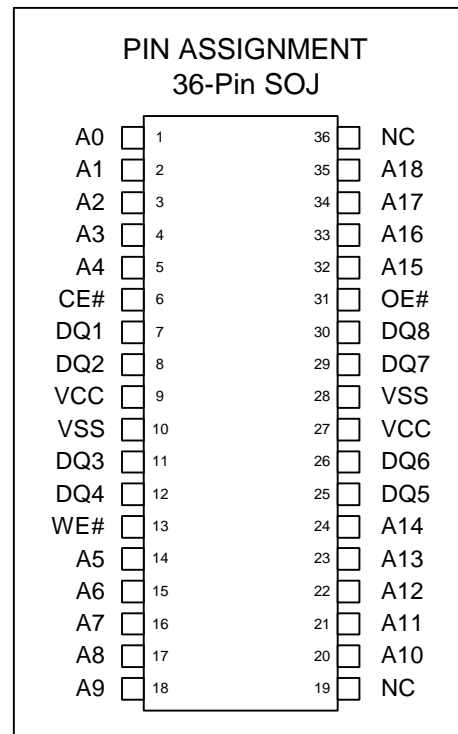 PIN ASSIGNMENT
36-Pin SOJ
A0 1 36 NC
A1 2 35 A18
A2 3 34 A17
A3 4 33 A16
A4 5 32 A15
CE# 6 31 OE#
DQ1 7 30 DQ8
DQ2 8 29 DQ7
VCC 9 28 VSS
VSS 10 27 VCC
DQ3 11 26 DQ6
DQ4 12 25 DQ5
WE# 13 24 A14
A5 14 23 A13
A6 15 22 A12
A7 16 21 A11
A8 17 20 A10
A9 18 19 NC